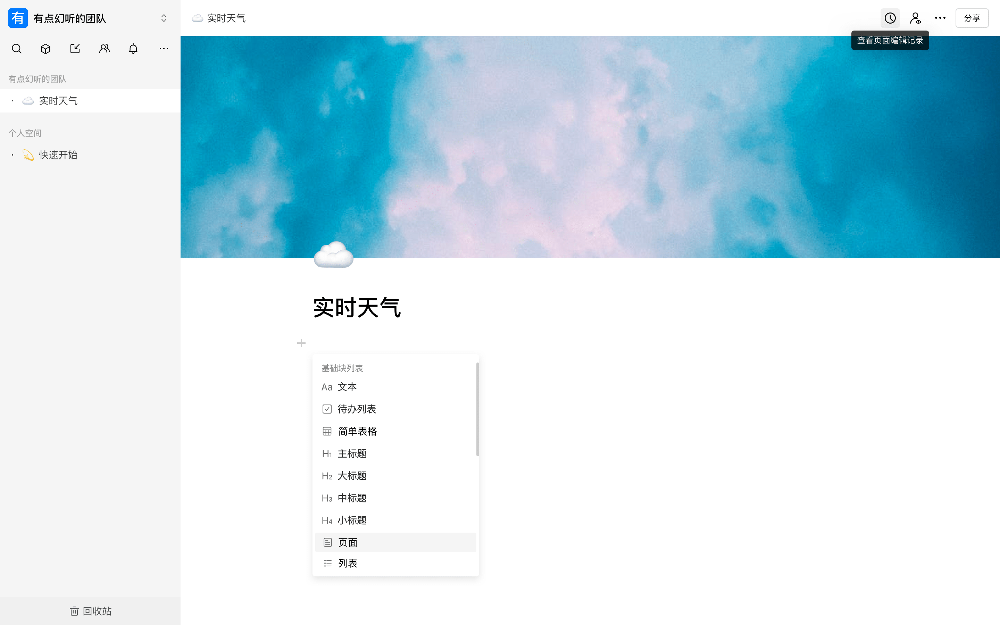 有 有点幻听的团队
有点幻听的团队
实时天气
个人空间
快速开始
回收站
实时天气
分享
查看页面编辑记录
实时天气
基础块列表
Aa 文本
待办列表
简单表格
H1 主标题
H2 大标题
H3 中标题
H4 小标题
页面
列表